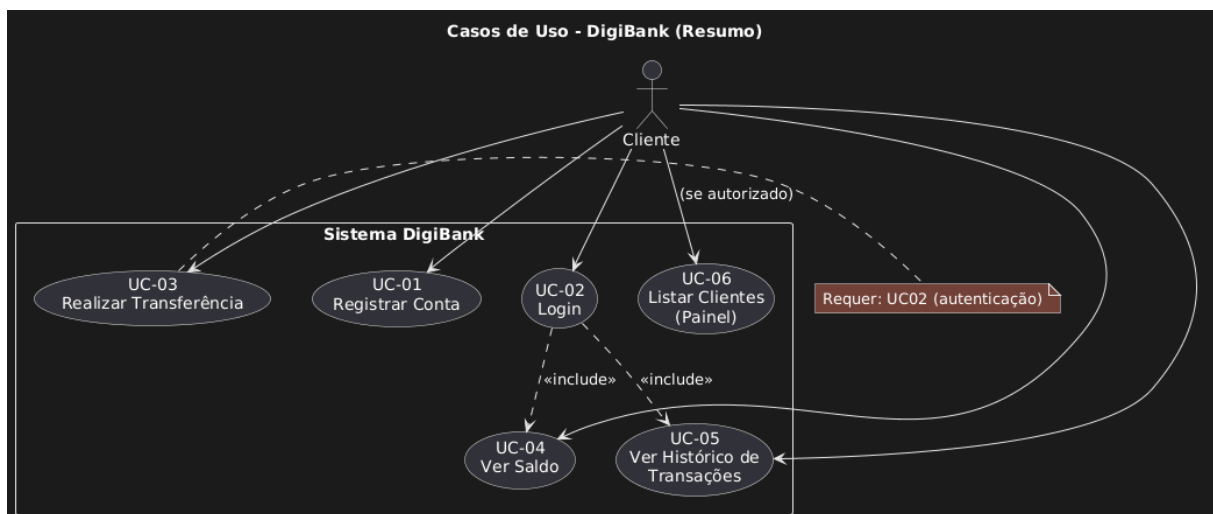 Casos de Uso - DigiBank (Resumo)
Cliente
(se autorizado)
Sistema DigiBank
UC-03
Realizar Transferência
UC-01
Registrar Conta
UC-02
Login
UC-06
Listar Clientes
(Painel)
Requer: UC02 (autenticação)
«include»
«include»
UC-04
Ver Saldo
UC-05
Ver Histórico de
Transações